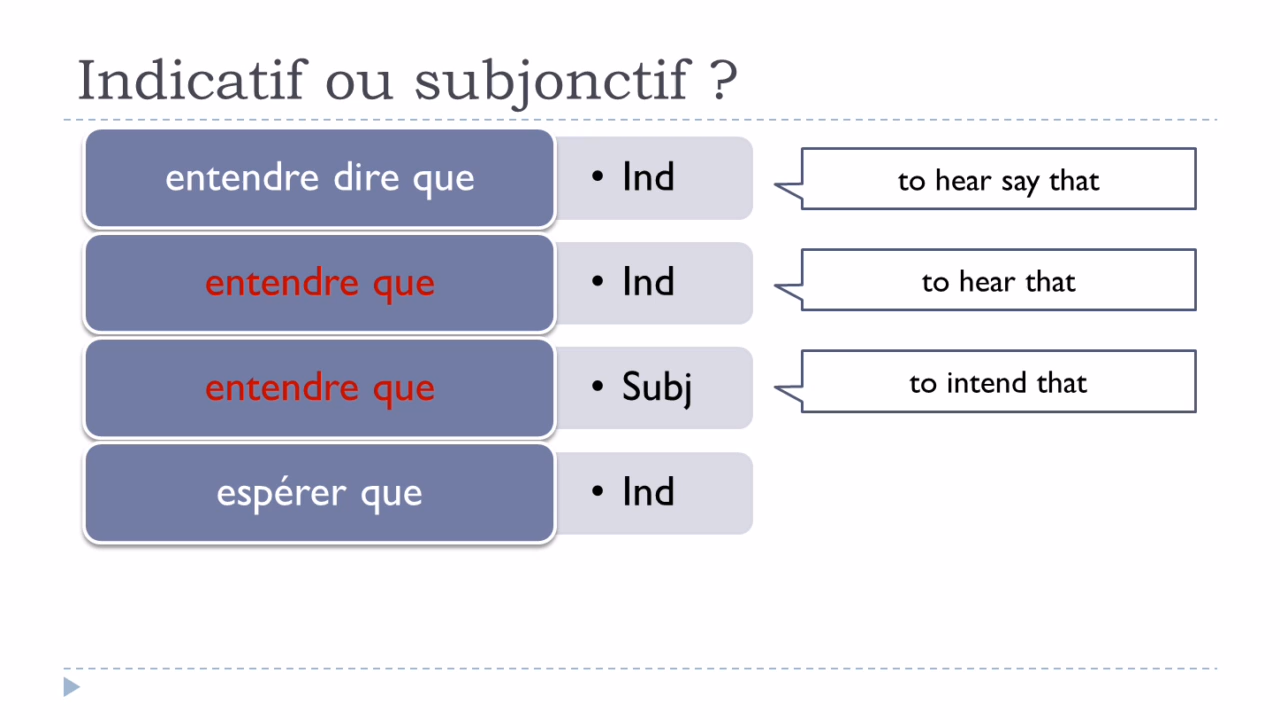 Indicatif ou subjonctif ?
entendre dire que • Ind to hear say that
entendre que • Ind to hear that
entendre que • Subj to intend that
espérer que • Ind